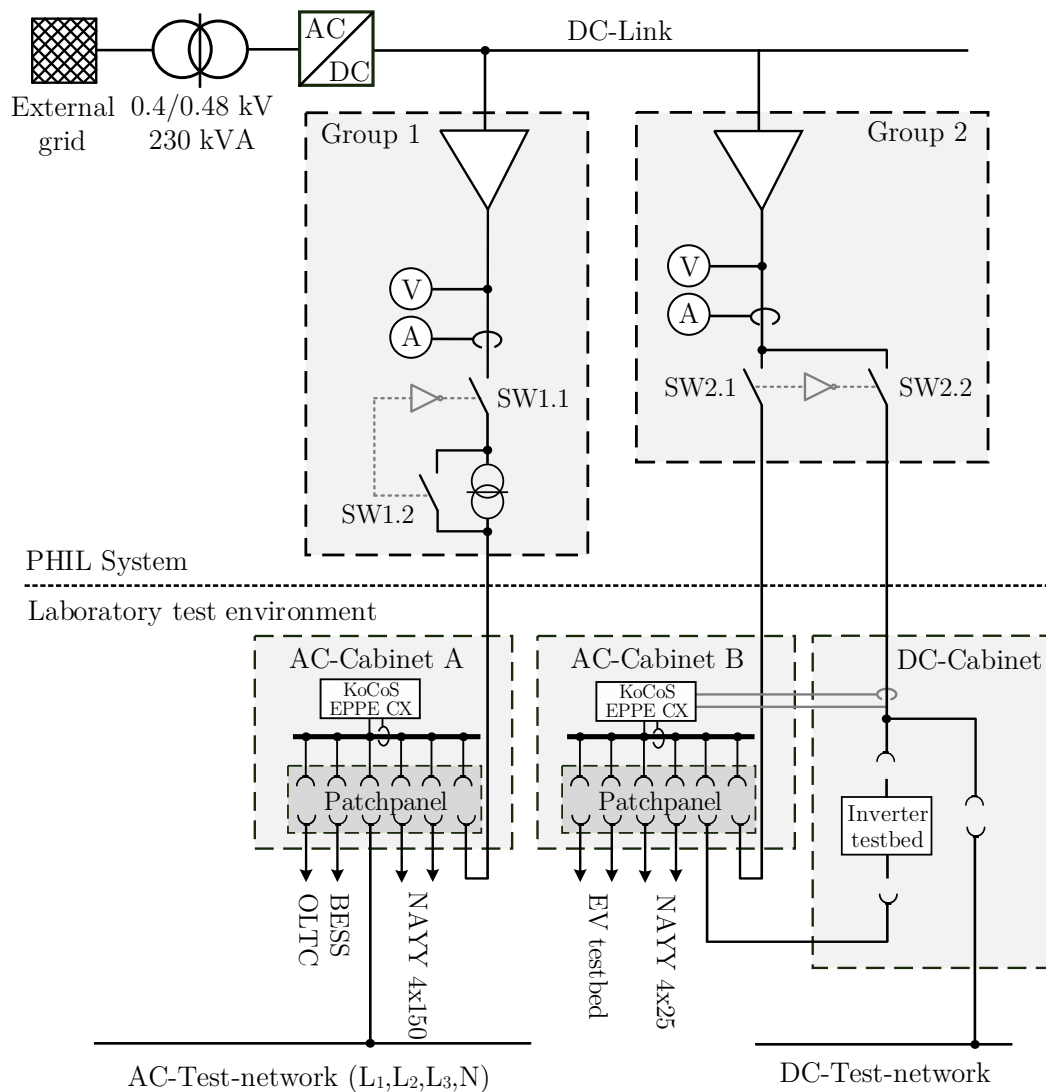 AC
DC
DC-Link
External
grid
0.4/0.48 kV
230 kVA
Group 1
Group 2
V
A
V
A
SW1.1
SW1.2
SW2.1
SW2.2
PHIL System
Laboratory test environment
AC-Cabinet A
KoCoS
EPPE CX
Patchpanel
OLTC
BESS
NAYY 4x150
AC-Cabinet B
KoCoS
EPPE CX
Patchpanel
EV testbed
NAYY 4x25
DC-Cabinet
Inverter
testbed
AC-Test-network (L₁,L₂,L₃,N)
DC-Test-network